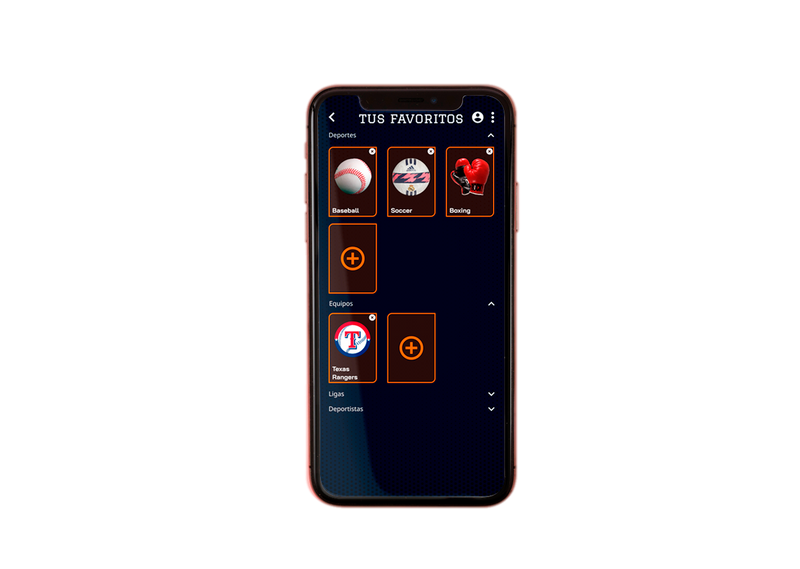 TUS FAVORITOS
Deportes
Baseball
Soccer
Boxing
Equipos
T
Texas
Rangers
Ligas
Deportistas